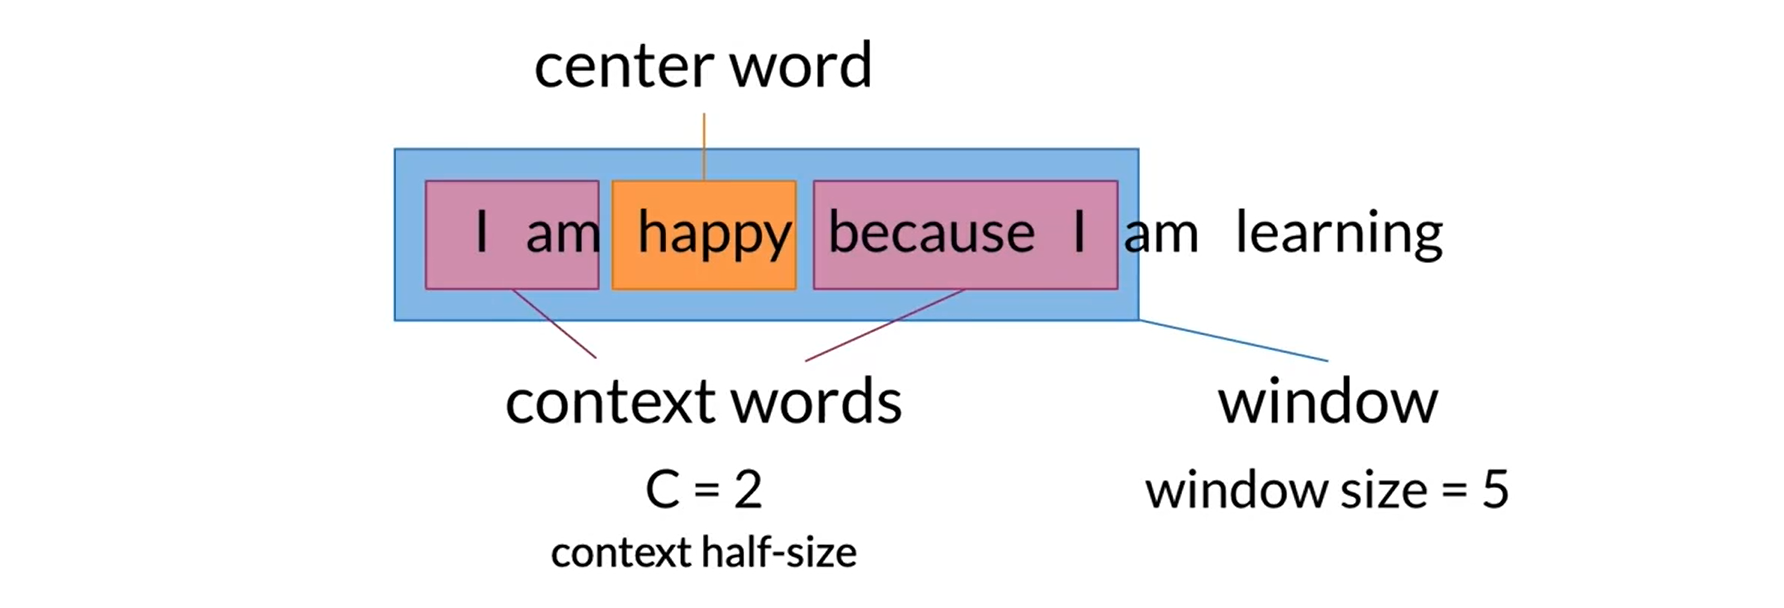 center word
I am happy because I am learning
context words
window
C = 2
window size = 5
context half-size